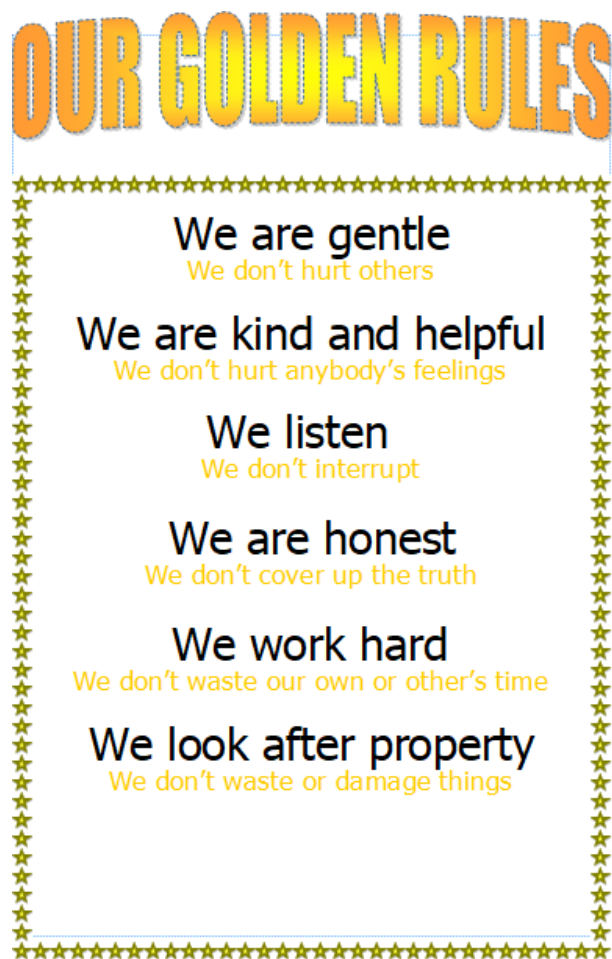 OUR GOLDEN RULES
We are gentle
We don't hurt others
We are kind and helpful
We don't hurt anybody's feelings
We listen
We don't interrupt
We are honest
We don't cover up the truth
We work hard
We don't waste our own or other's time
We look after property
We don't waste or damage things